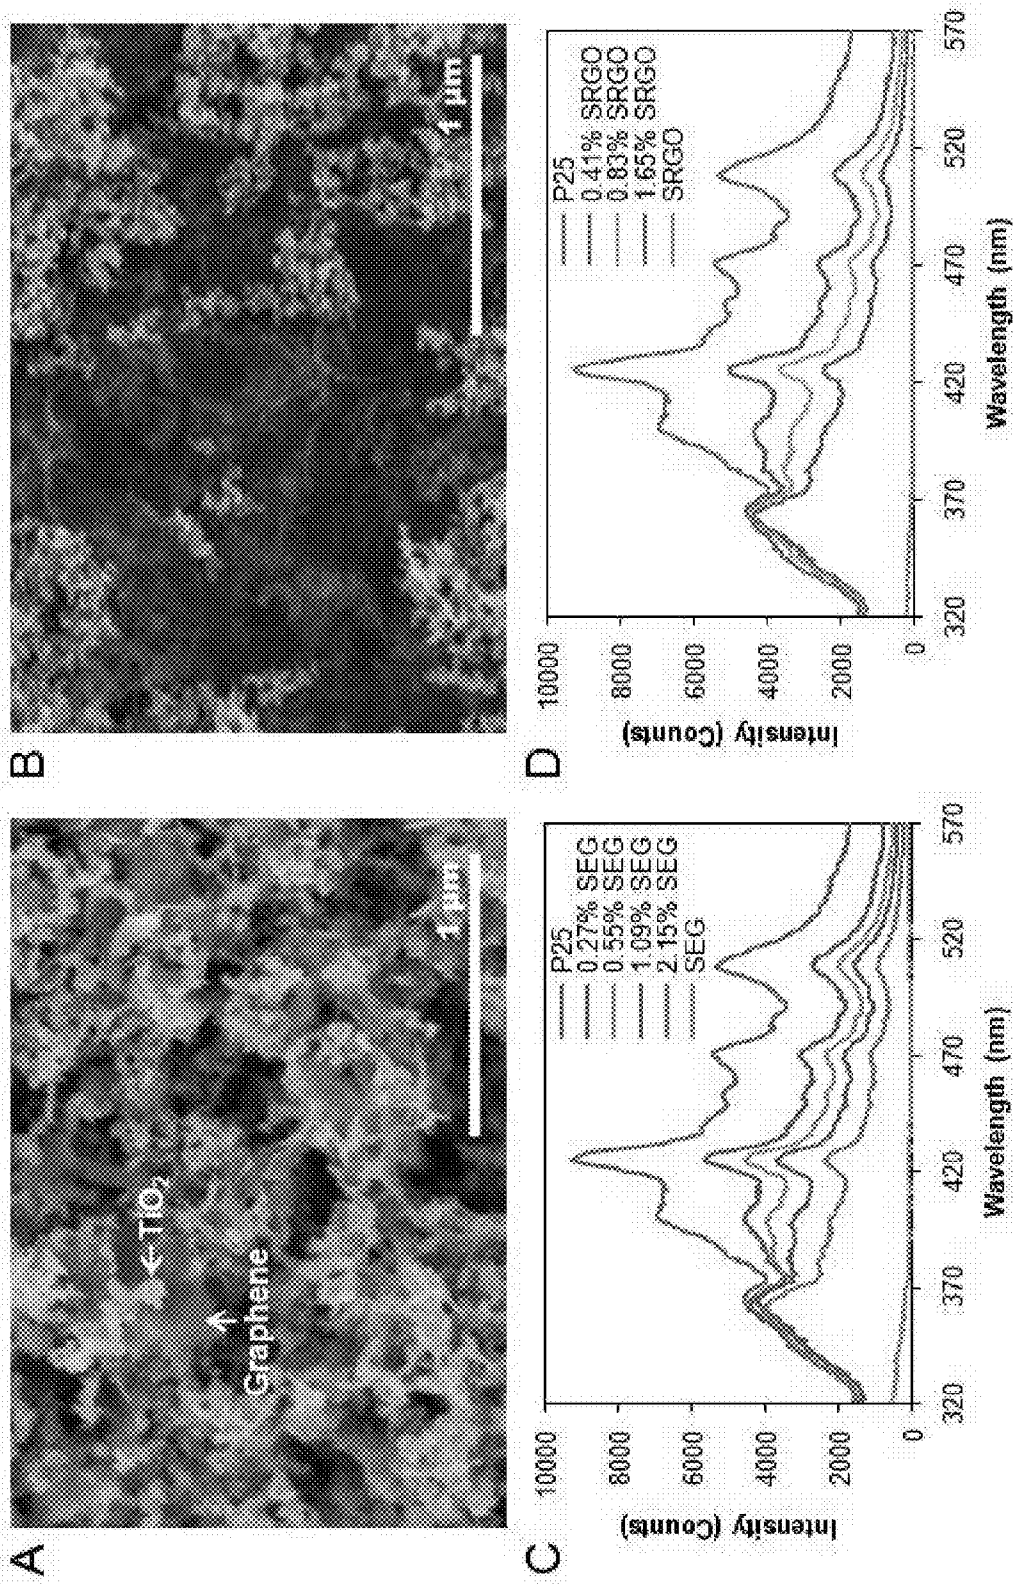 A
1 µm
TiO2
Graphene
B
1 µm
C
Intensity (Counts)
10000
8000
6000
4000
2000
0
P25
0.27% SEG
0.55% SEG
1.09% SEG
2.15% SEG
SEG
320 370 420 470 520 570
Wavelength (nm)
D
Intensity (Counts)
10000
8000
6000
4000
2000
0
P25
0.41% SRGO
0.83% SRGO
1.65% SRGO
SRGO
320 370 420 470 520 570
Wavelength (nm)